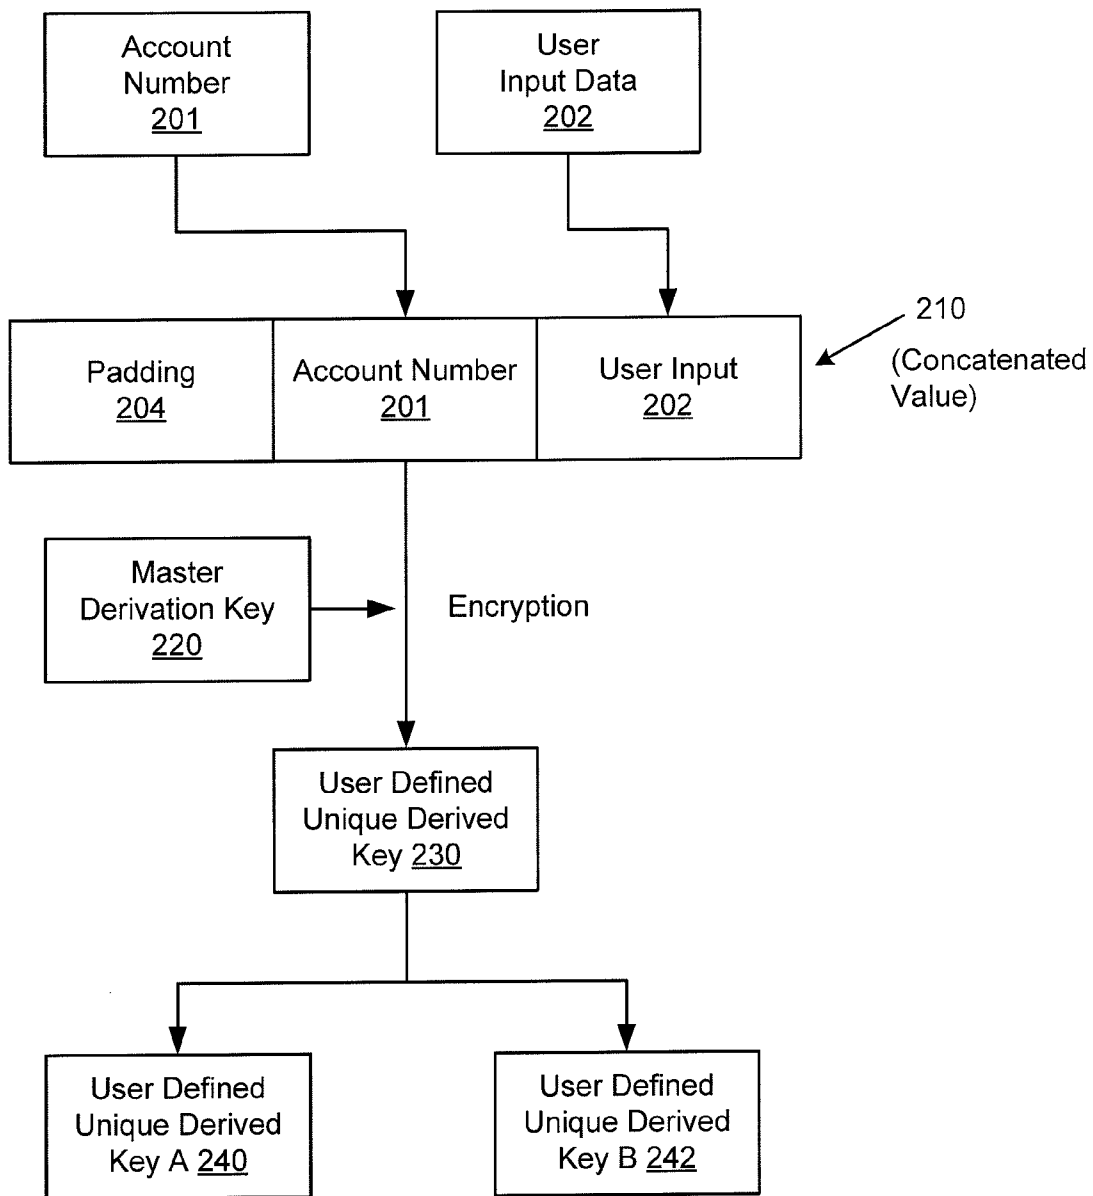 Account
Number
201
User
Input Data
202
210
(Concatenated
Value)
Padding
204
Account Number
201
User Input
202
Master
Derivation Key
220
Encryption
User Defined
Unique Derived
Key 230
User Defined
Unique Derived
Key A 240
User Defined
Unique Derived
Key B 242